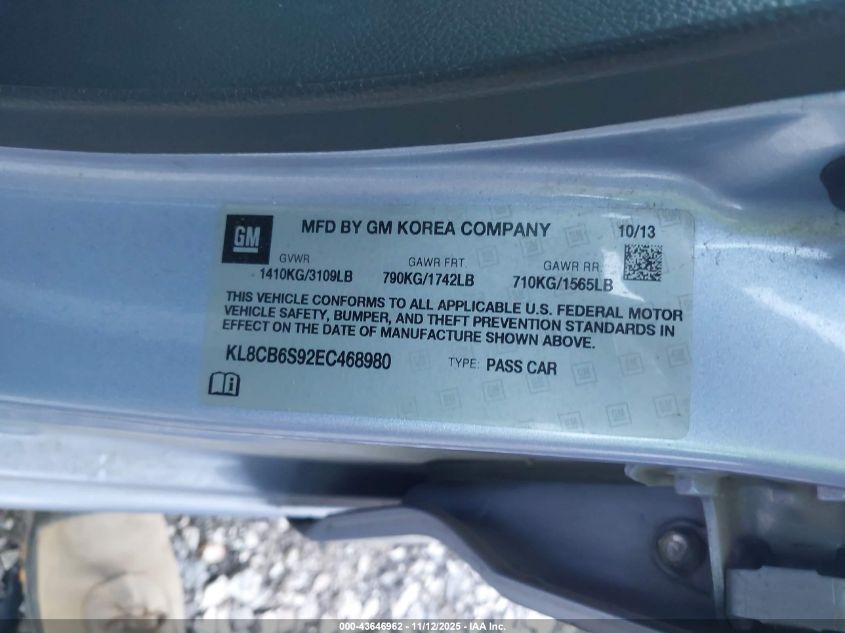 GM
MFD BY GM KOREA COMPANY 10/13
GVWR GAWR FRT. GAWR RR.
1410KG/3109LB 790KG/1742LB 710KG/1565LB
THIS VEHICLE CONFORMS TO ALL APPLICABLE U.S. FEDERAL MOTOR
VEHICLE SAFETY, BUMPER, AND THEFT PREVENTION STANDARDS IN
EFFECT ON THE DATE OF MANUFACTURE SHOWN ABOVE.
KL8CB6S92EC468980 TYPE: PASS CAR
000-43646962 - 11/12/2025 - IAAI.COM